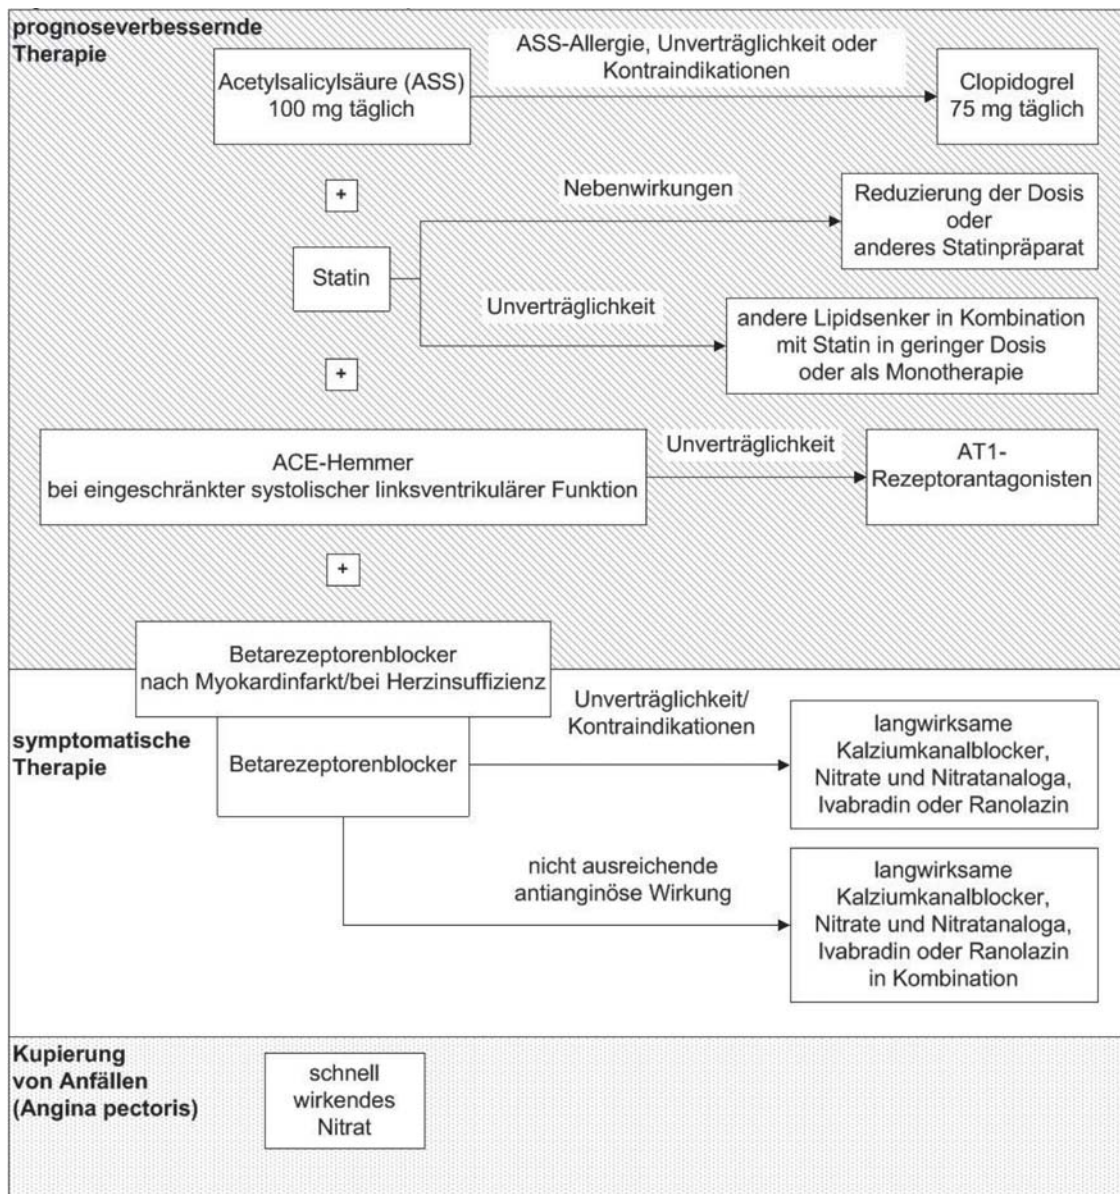 prognoseverbessernde
Therapie
Acetylsalicylsäure (ASS)
100 mg täglich
ASS-Allergie, Unverträglichkeit oder
Kontraindikationen
Clopidogrel
75 mg täglich
+
Statin
Nebenwirkungen
Reduzierung der Dosis
oder
anderes Statinpräparat
Unverträglichkeit
andere Lipidsenker in Kombination
mit Statin in geringer Dosis
oder als Monotherapie
+
ACE-Hemmer
bei eingeschränkter systolischer linksventrikulärer Funktion
Unverträglichkeit
AT1-
Rezeptorantagonisten
+
Betarezeptorenblocker
nach Myokardinfarkt/bei Herzinsuffizienz
symptomatische
Therapie
Betarezeptorenblocker
Unverträglichkeit/
Kontraindikationen
langwirksame
Kalziumkanalblocker,
Nitrate und Nitratanaloga,
Ivabradin oder Ranolazin
nicht ausreichende
antianginöse Wirkung
langwirksame
Kalziumkanalblocker,
Nitrate und Nitratanaloga,
Ivabradin oder Ranolazin
in Kombination
Kupierung
von Anfällen
(Angina pectoris)
schnell
wirkendes
Nitrat